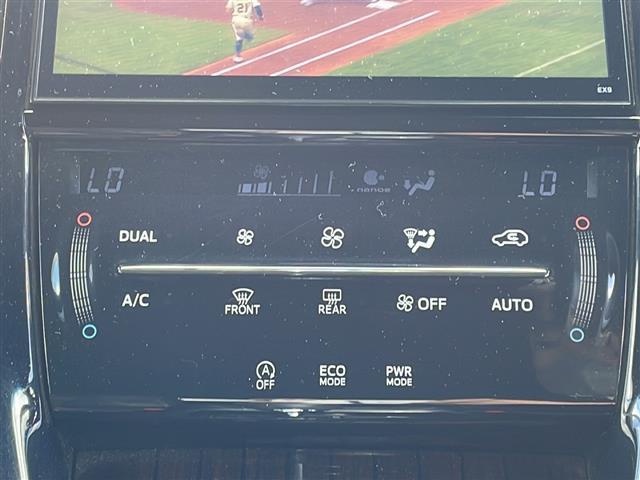 21
EX9
LO
nanoe
LO
DUAL
A/C
FRONT
REAR
OFF
AUTO
A
OFF
ECO
MODE
PWR
MODE